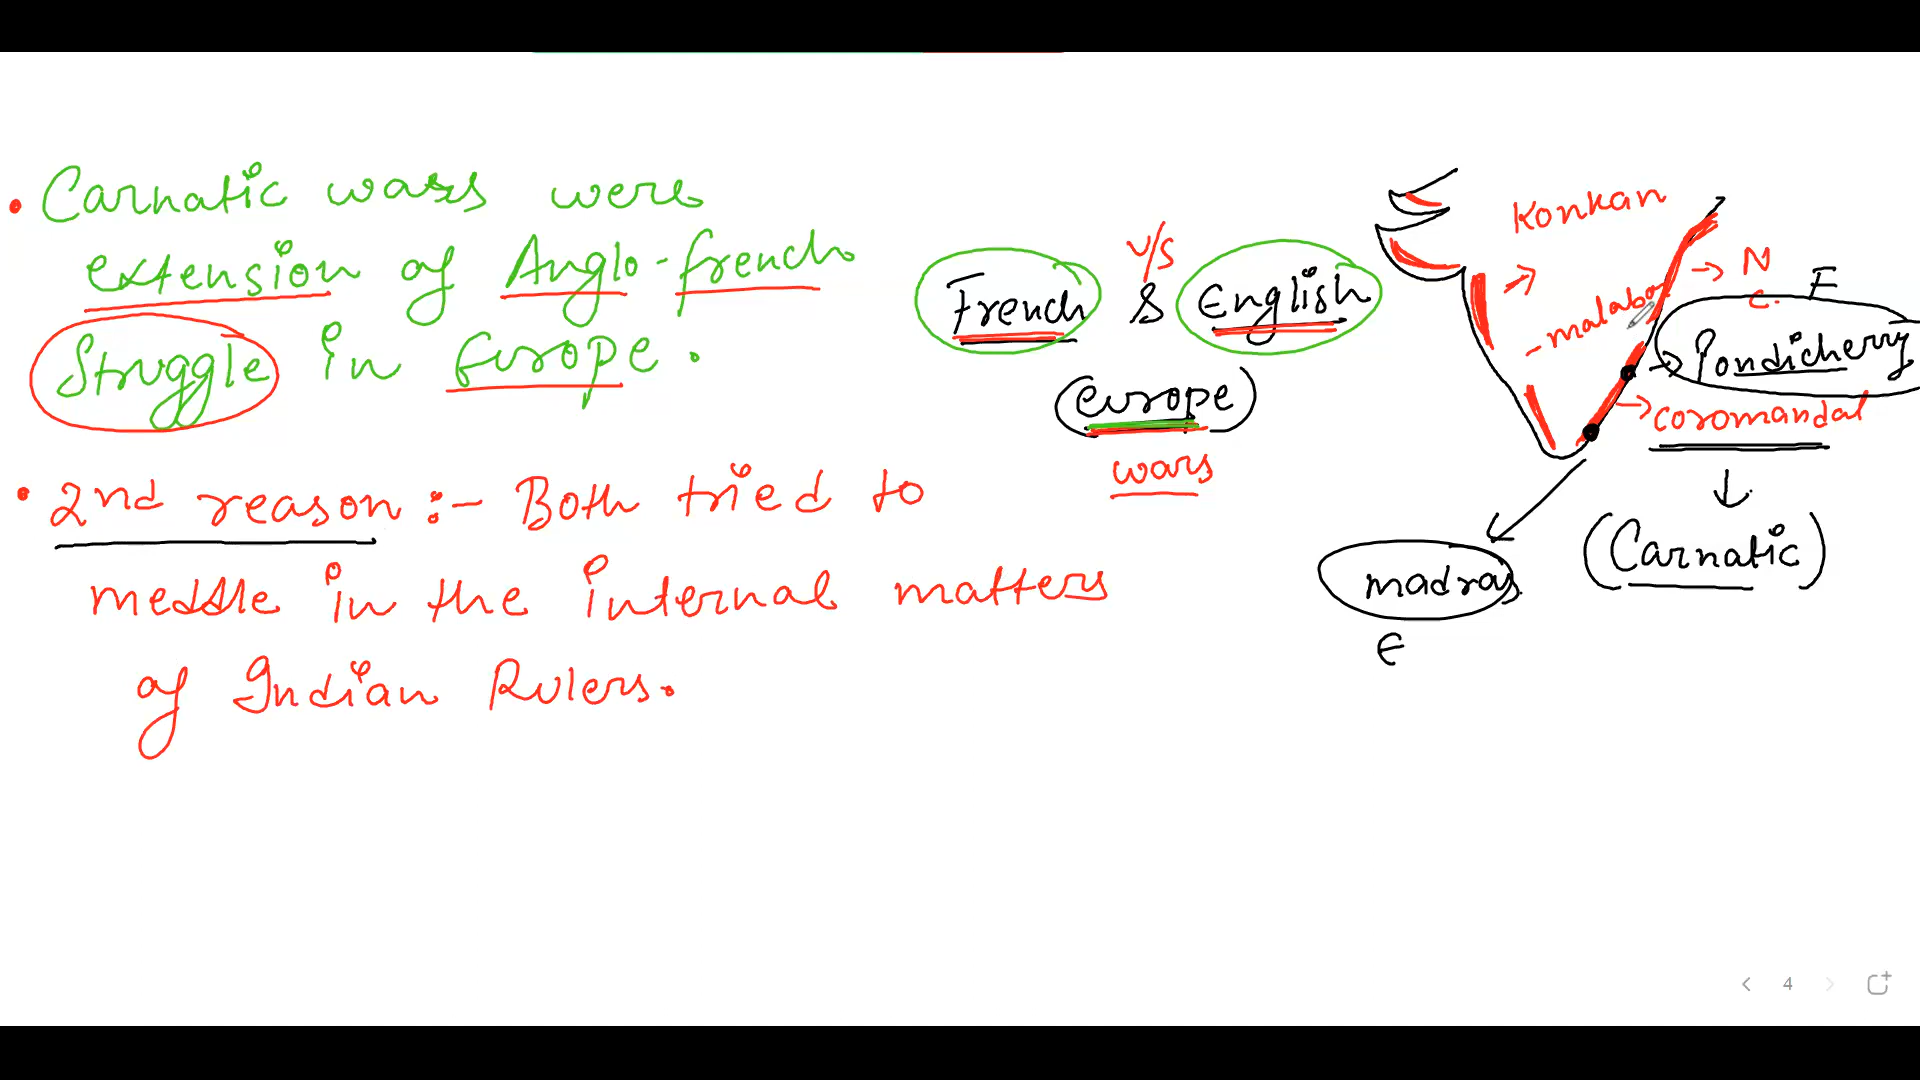 • Carnatic wars were
extension of Anglo-french
Struggle in Europe.
• 2nd reason :- Both tried to
meddle in the internal matters
of Indian Rulers.
v/s
French & English
(europe)
wars
Konkan
- malabar
→ N
C.
F
→ Pondicherry
→ coromandal
↓
(Carnatic)
madras
E
4